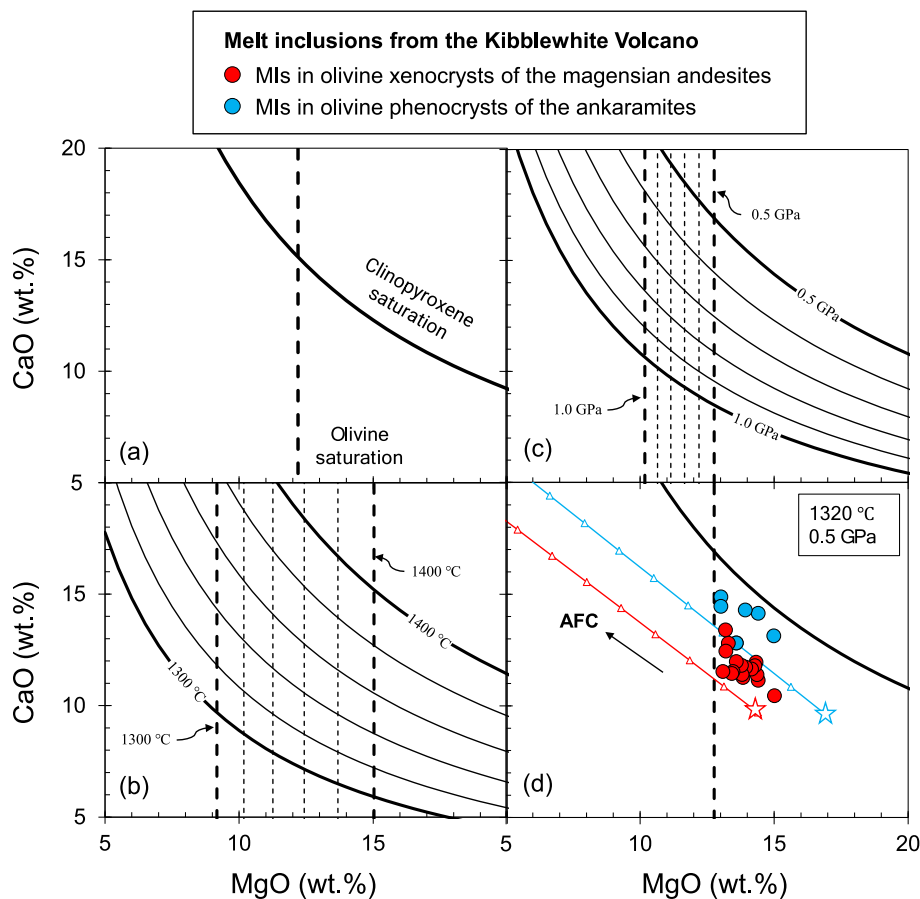 Melt inclusions from the Kibblewhite Volcano
MIs in olivine xenocrysts of the magensian andesites
MIs in olivine phenocrysts of the ankaramites
20
15
10
5
CaO (wt.%)
Clinopyroxene
saturation
Olivine
saturation
(a)
0.5 GPa
0.5 GPa
1.0 GPa
1.0 GPa
(c)
15
10
5
CaO (wt.%)
1400 °C
1400 °C
1300 °C
1300 °C
(b)
1320 °C
0.5 GPa
AFC
(d)
5
10
15
5
10
15
20
MgO (wt.%)
MgO (wt.%)